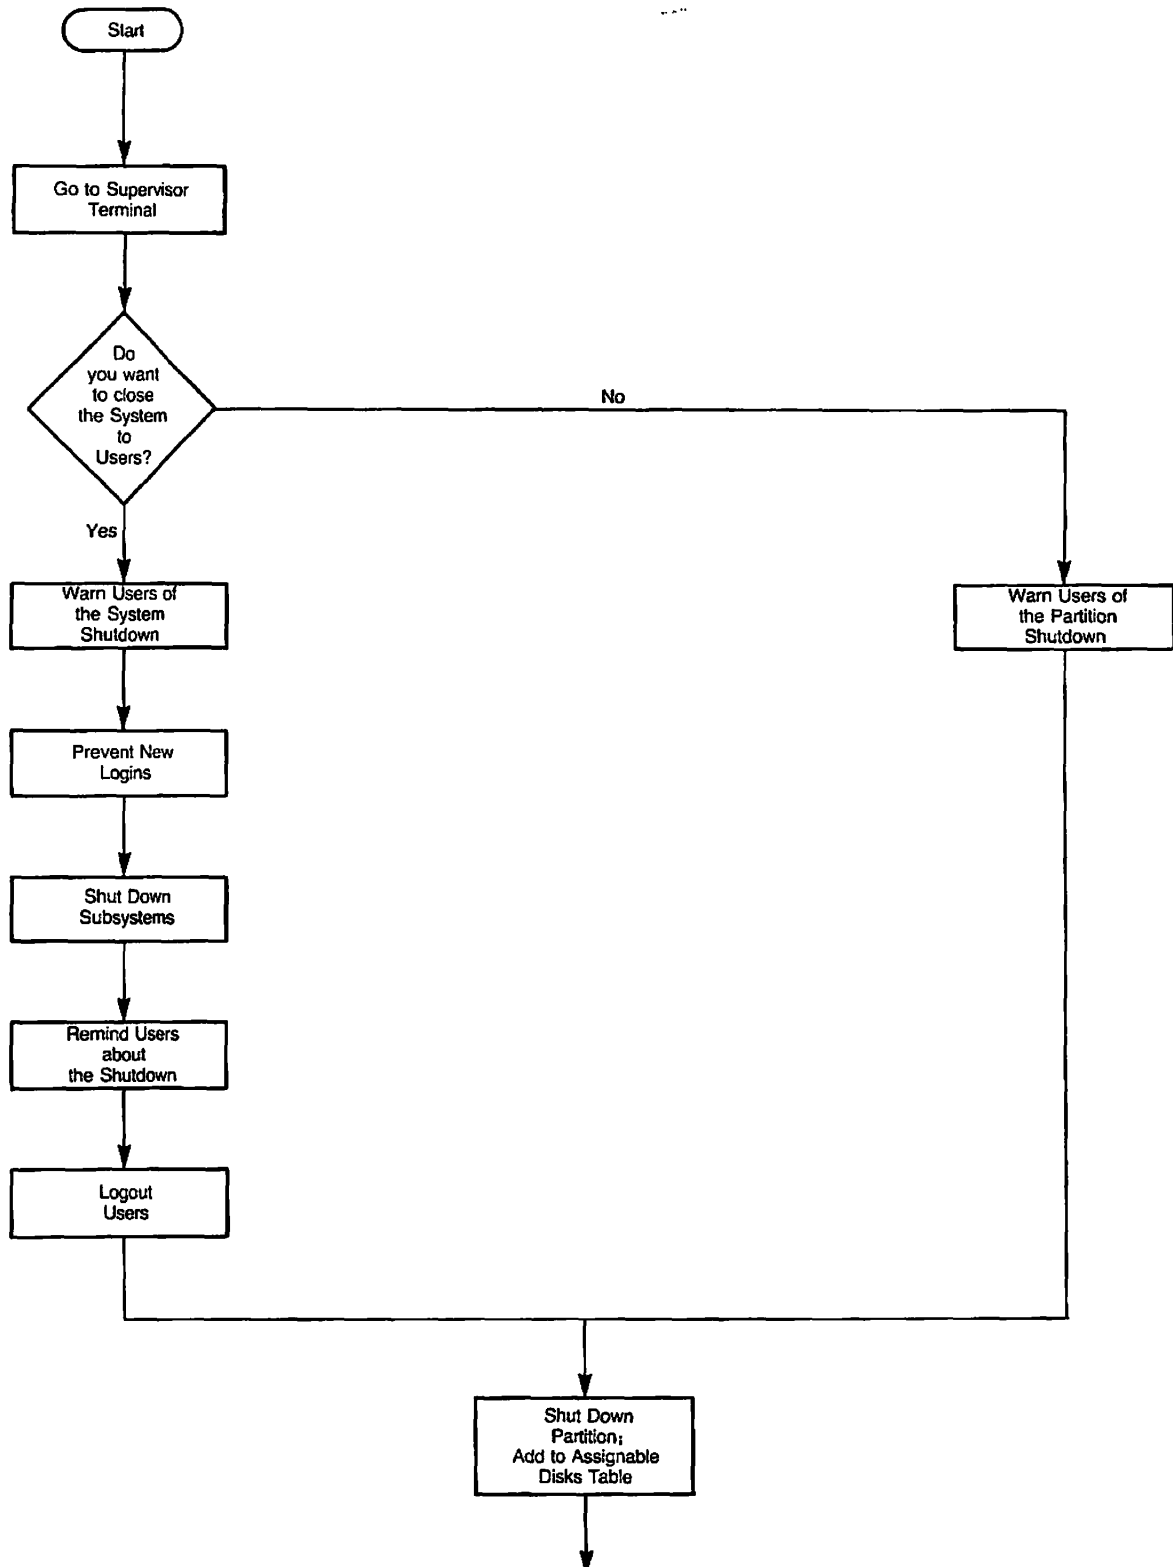 Start
Go to Supervisor
Terminal
Do
you want
to close
the System
to
Users?
No
Yes
Warn Users of
the System
Shutdown
Warn Users of
the Partition
Shutdown
Prevent New
Logins
Shut Down
Subsystems
Remind Users
about
the Shutdown
Logout
Users
Shut Down
Partition;
Add to Assignable
Disks Table